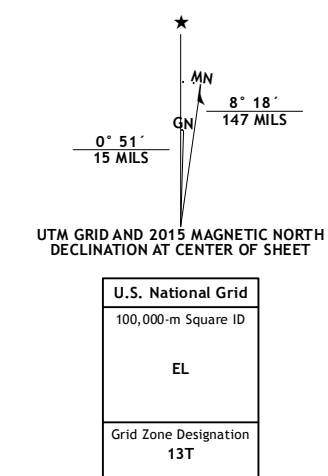 ★
MN
8° 18´
147 MILS
GN
0° 51´
15 MILS
UTM GRID AND 2015 MAGNETIC NORTH
DECLINATION AT CENTER OF SHEET
U.S. National Grid
100,000-m Square ID
EL
Grid Zone Designation
13T